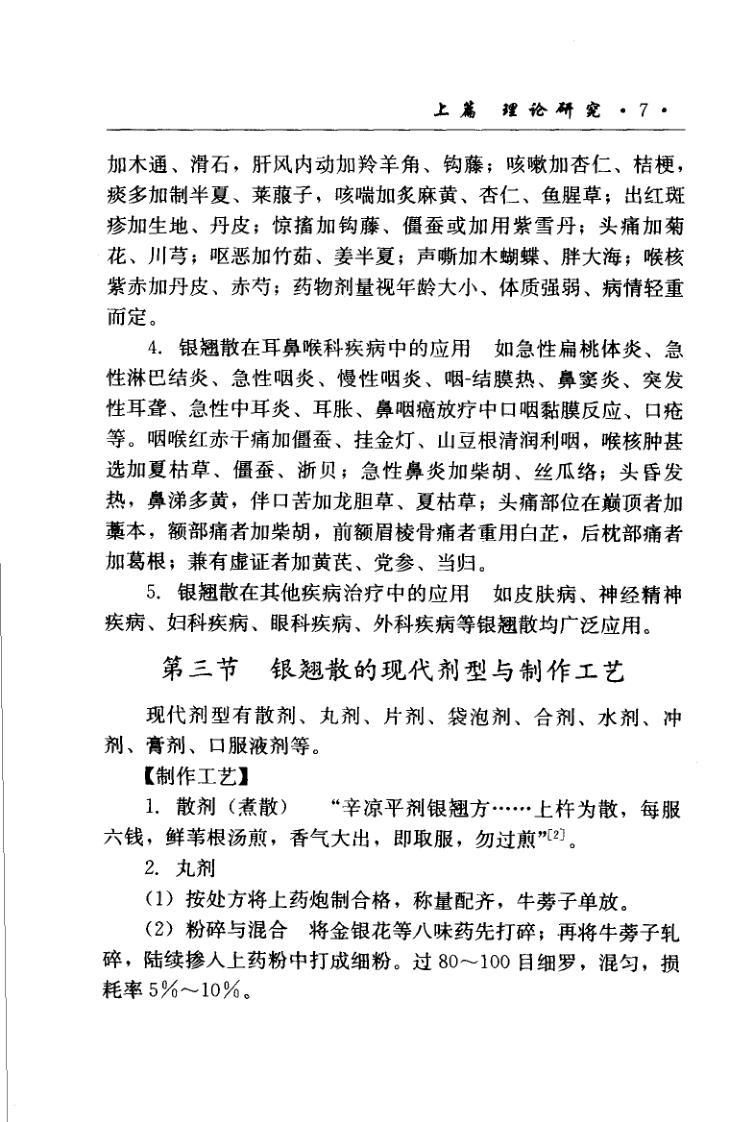 上篇 理论研究 · 7 ·
加木通、滑石，肝风内动加羚羊角、钩藤；咳嗽加杏仁、桔梗，
痰多加制半夏、莱菔子，咳喘加炙麻黄、杏仁、鱼腥草；出红斑
疹加生地、丹皮；惊搐加钩藤、僵蚕或加用紫雪丹；头痛加菊
花、川芎；呕恶加竹茹、姜半夏；声嘶加木蝴蝶、胖大海；喉核
紫赤加丹皮、赤芍；药物剂量视年龄大小、体质强弱、病情轻重
而定。
4. 银翘散在耳鼻喉科疾病中的应用 如急性扁桃体炎、急
性淋巴结炎、急性咽炎、慢性咽炎、咽-结膜热、鼻窦炎、突发
性耳聋、急性中耳炎、耳胀、鼻咽癌放疗中口咽黏膜反应、口疮
等。咽喉红赤干痛加僵蚕、挂金灯、山豆根清润利咽，喉核肿甚
选加夏枯草、僵蚕、浙贝；急性鼻炎加柴胡、丝瓜络；头昏发
热，鼻涕多黄，伴口苦加龙胆草、夏枯草；头痛部位在巅顶者加
藁本，额部痛者加柴胡，前额眉棱骨痛者重用白芷，后枕部痛者
加葛根；兼有虚证者加黄芪、党参、当归。
5. 银翘散在其他疾病治疗中的应用 如皮肤病、神经精神
疾病、妇科疾病、眼科疾病、外科疾病等银翘散均广泛应用。
第三节 银翘散的现代剂型与制作工艺
现代剂型有散剂、丸剂、片剂、袋泡剂、合剂、水剂、冲
剂、膏剂、口服液剂等。
【制作工艺】
1. 散剂（煮散） “辛凉平剂银翘方……上杵为散，每服
六钱，鲜苇根汤煎，香气大出，即取服，勿过煎”[2]。
2. 丸剂
（1）按处方将上药炮制合格，称量配齐，牛蒡子单放。
（2）粉碎与混合 将金银花等八味药先打碎；再将牛蒡子轧
碎，陆续掺入上药粉中打成细粉。过 80～100 目细罗，混匀，损
耗率 5%～10%。